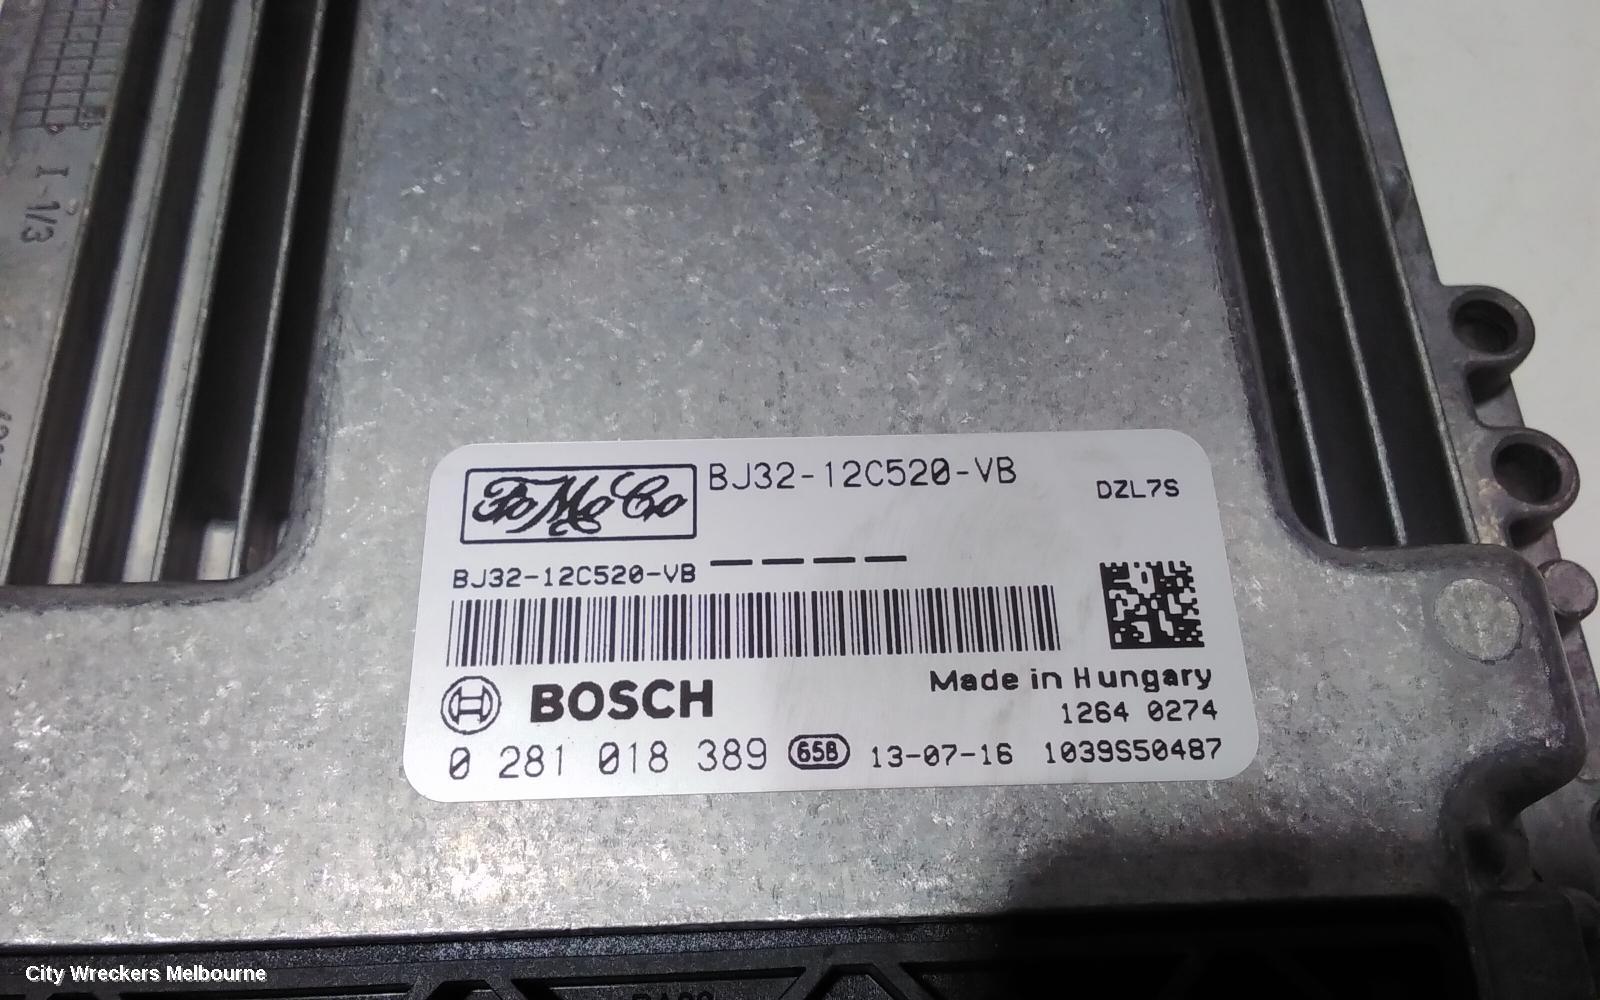 I-1/3
FoMoCo BJ32-12C520-VB DZL7S
BJ32-12C520-VB
BOSCH
Made in Hungary
1264 0274
0 281 018 389 65B 13-07-16 1039S50487
City Wreckers Melbourne